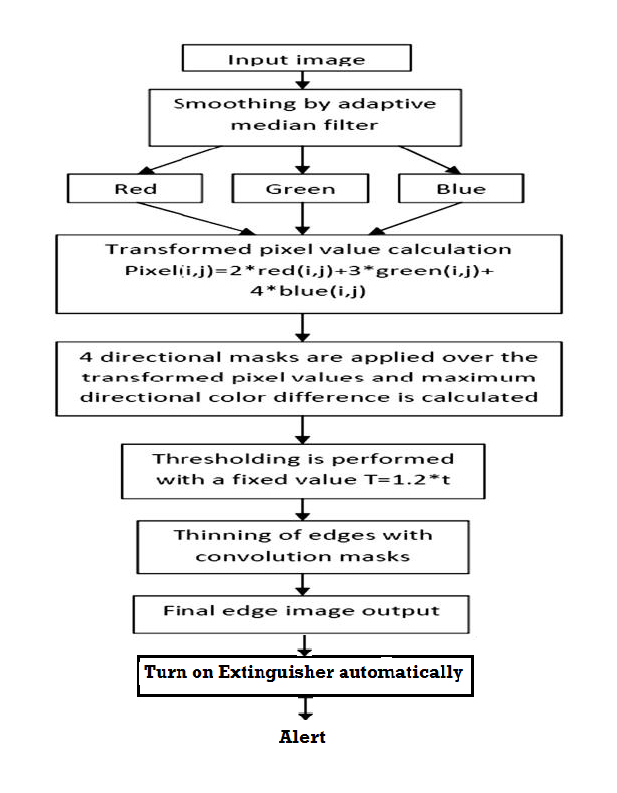 Input image
Smoothing by adaptive
median filter
Red
Green
Blue
Transformed pixel value calculation
Pixel(i,j)=2*red(i,j)+3*green(i,j)+
4*blue(i,j)
4 directional masks are applied over the
transformed pixel values and maximum
directional color difference is calculated
Thresholding is performed
with a fixed value T=1.2*t
Thinning of edges with
convolution masks
Final edge image output
Turn on Extinguisher automatically
Alert